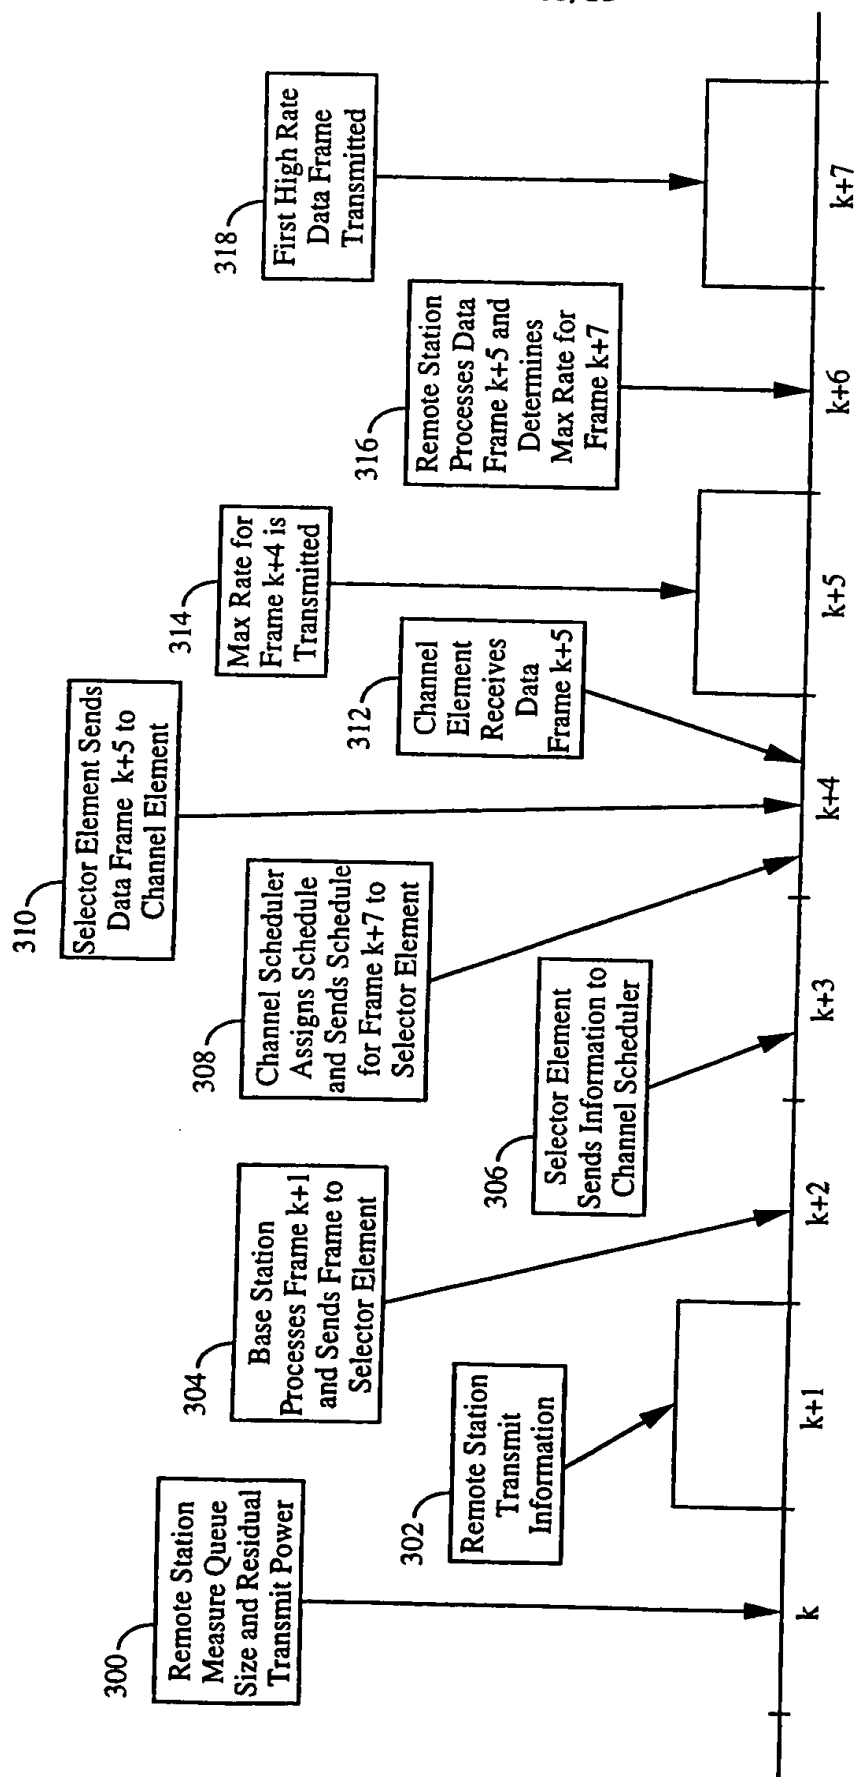 300
Remote Station
Measure Queue
Size and Residual
Transmit Power
302
Remote Station
Transmit
Information
304
Base Station
Processes Frame k+1
and Sends Frame to
Selector Element
306
Selector Element
Sends Information to
Channel Scheduler
308
Channel Scheduler
Assigns Schedule
and Sends Schedule
for Frame k+7 to
Selector Element
310
Selector Element Sends
Data Frame k+5 to
Channel Element
312
Channel
Element
Receives
Data
Frame k+5
314
Max Rate for
Frame k+4 is
Transmitted
316
Remote Station
Processes Data
Frame k+5 and
Determines
Max Rate for
Frame k+7
318
First High Rate
Data Frame
Transmitted
k
k+1
k+2
k+3
k+4
k+5
k+6
k+7